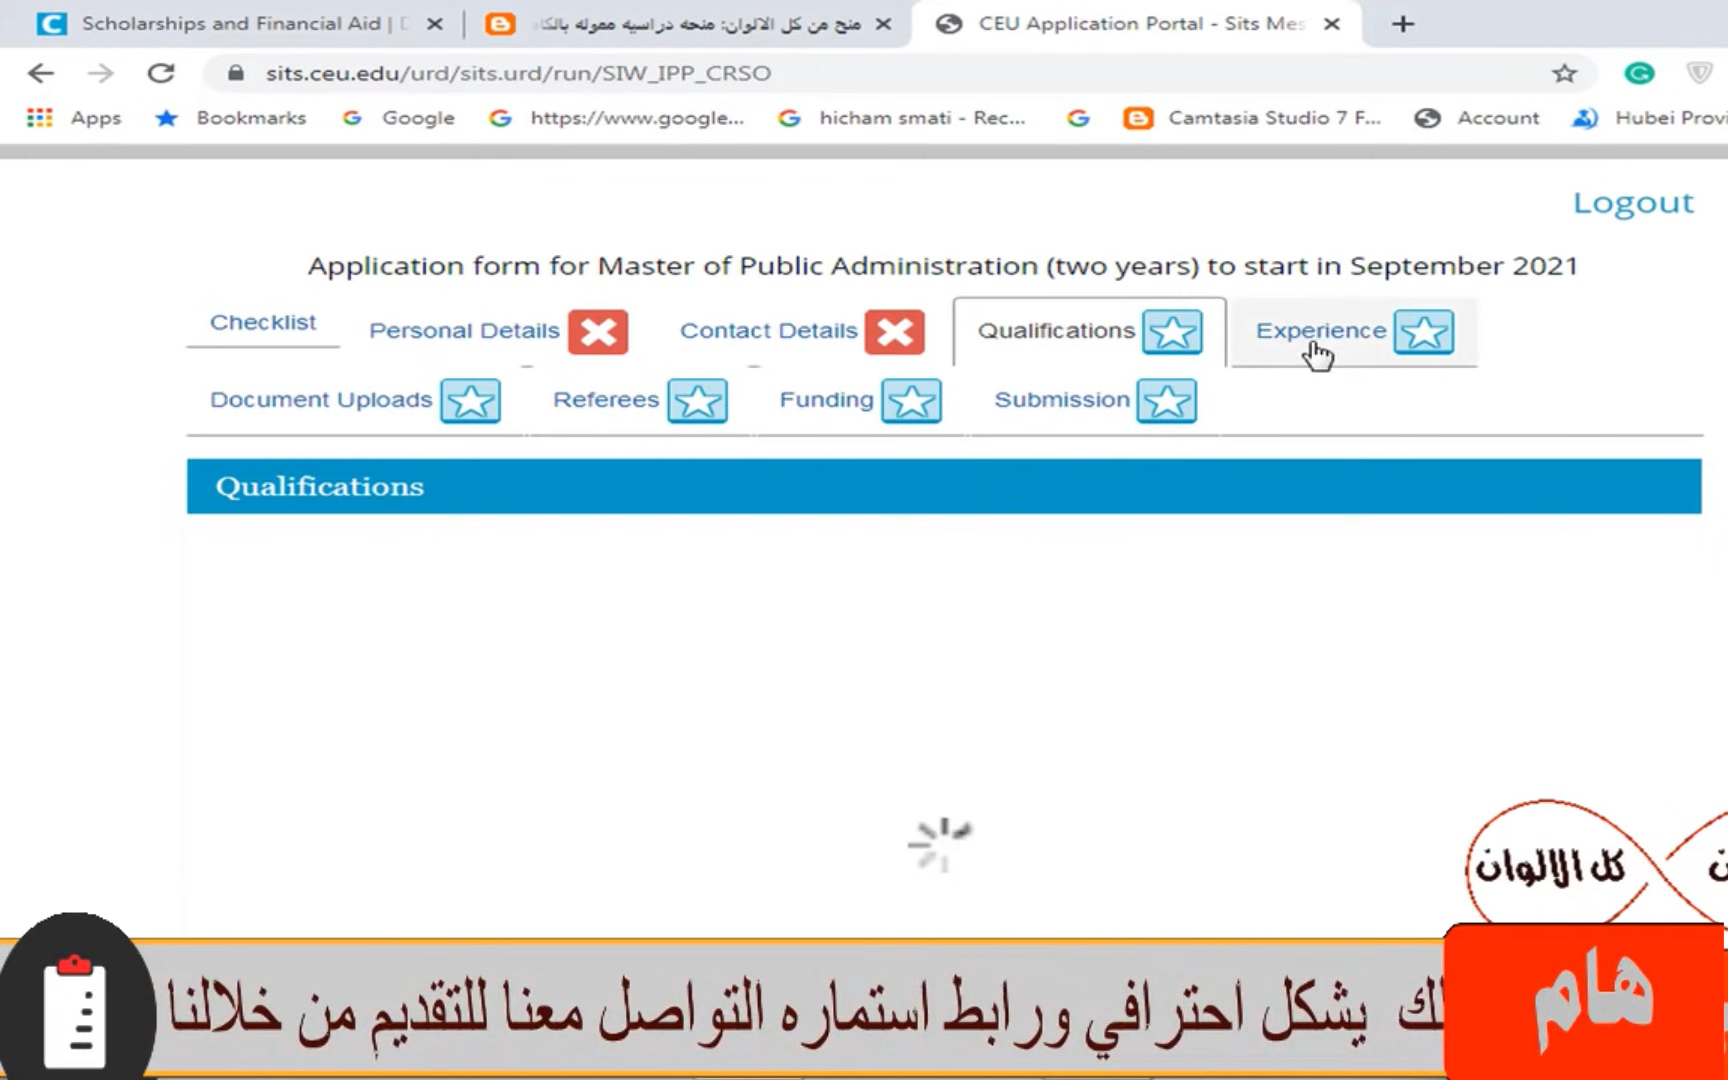 Scholarships and Financial Aid |
منح من كل الالوان: منحه دراسيه مموله بالكا
CEU Application Portal - Sits Mes
sits.ceu.edu/urd/sits.urd/run/SIW_IPP_CRSO
Apps Bookmarks Google https://www.google... hicham smati - Rec... Camtasia Studio 7 F... Account Hubei Provi
Logout
Application form for Master of Public Administration (two years) to start in September 2021
Checklist Personal Details Contact Details Qualifications Experience
Document Uploads Referees Funding Submission
Qualifications
كل الالوان
هام
لك يشكل احترافي ورابط استماره التواصل معنا للتقديم من خلالنا